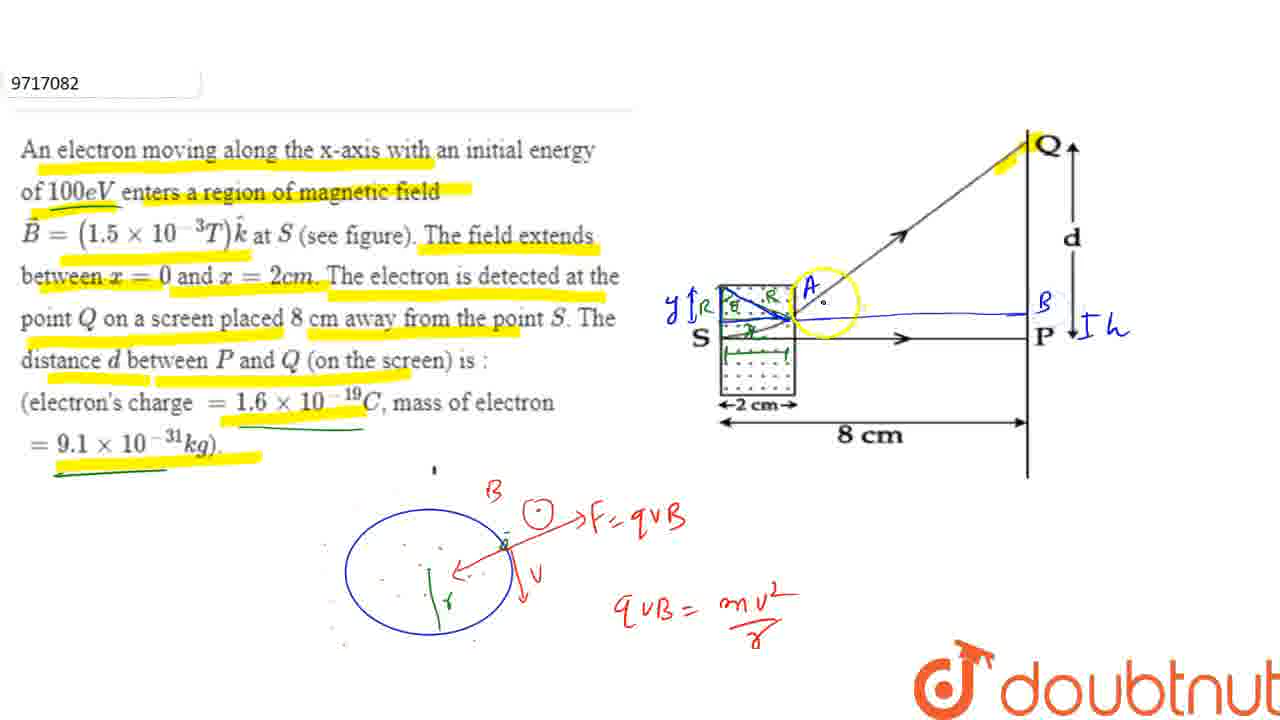 9717082
An electron moving along the x-axis with an initial energy
of 100eV enters a region of magnetic field
B⃗ = (1.5 × 10⁻³T)k̂ at S (see figure). The field extends
between x = 0 and x = 2cm. The electron is detected at the
point Q on a screen placed 8 cm away from the point S. The
distance d between P and Q (on the screen) is :
(electron's charge = 1.6 × 10⁻¹⁹C, mass of electron
= 9.1 × 10⁻³¹kg).
Q
d
A
B
y
R
θ
R
x
S
P
h
2 cm
8 cm
B
F = qvB
v
r
qvB = mv²/r
doubtnut